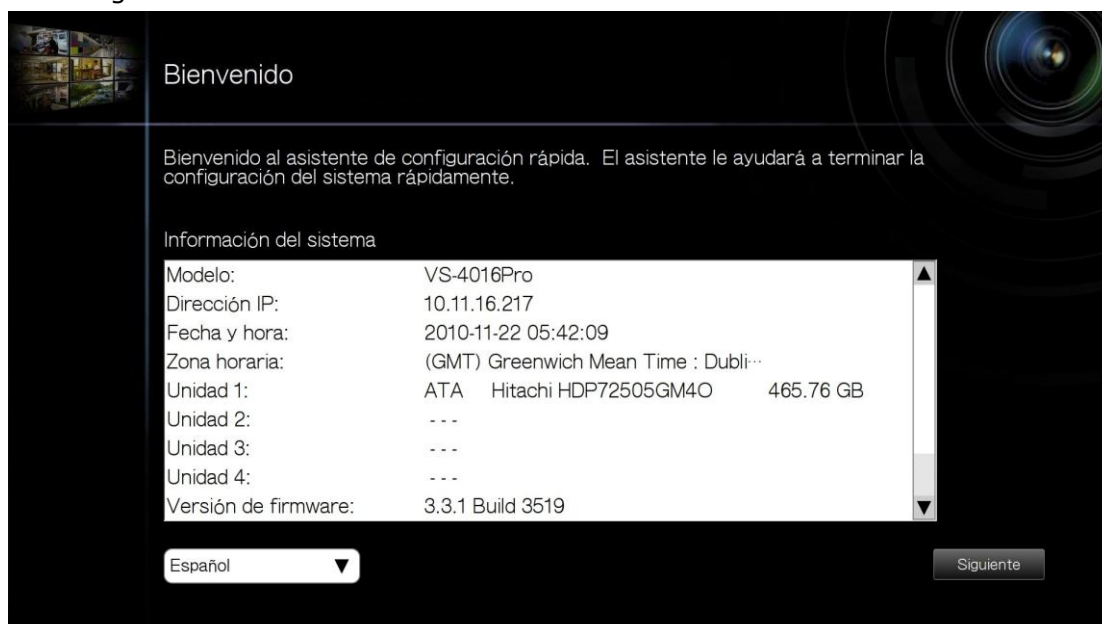 Bienvenido
Bienvenido al asistente de configuración rápida. El asistente le ayudará a terminar la
configuración del sistema rápidamente.
Información del sistema
Modelo: VS-4016Pro
Dirección IP: 10.11.16.217
Fecha y hora: 2010-11-22 05:42:09
Zona horaria: (GMT) Greenwich Mean Time : Dubli...
Unidad 1: ATA Hitachi HDP72505GM4O 465.76 GB
Unidad 2: ---
Unidad 3: ---
Unidad 4: ---
Versión de firmware: 3.3.1 Build 3519
Español
Siguiente